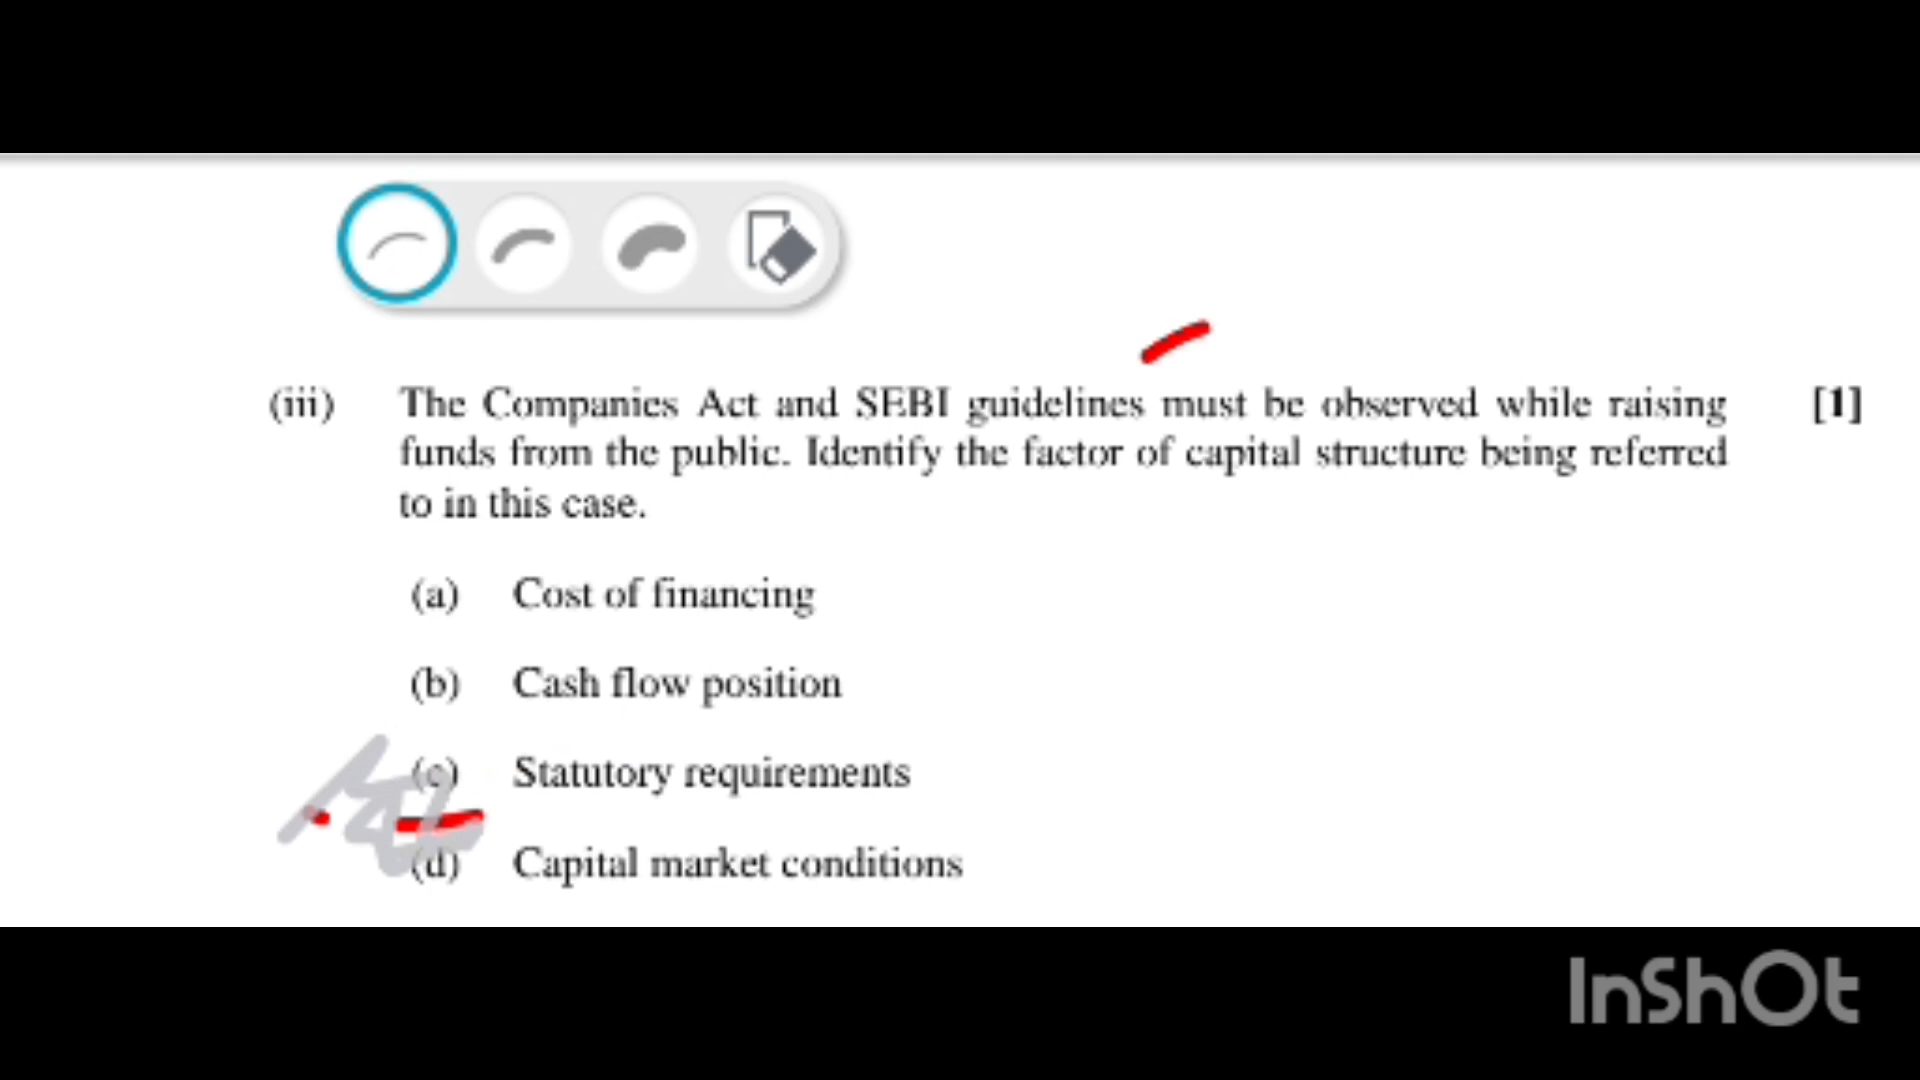 (iii) The Companies Act and SEBI guidelines must be observed while raising [1]
funds from the public. Identify the factor of capital structure being referred
to in this case.
(a) Cost of financing
(b) Cash flow position
(c) Statutory requirements
(d) Capital market conditions
InShOt